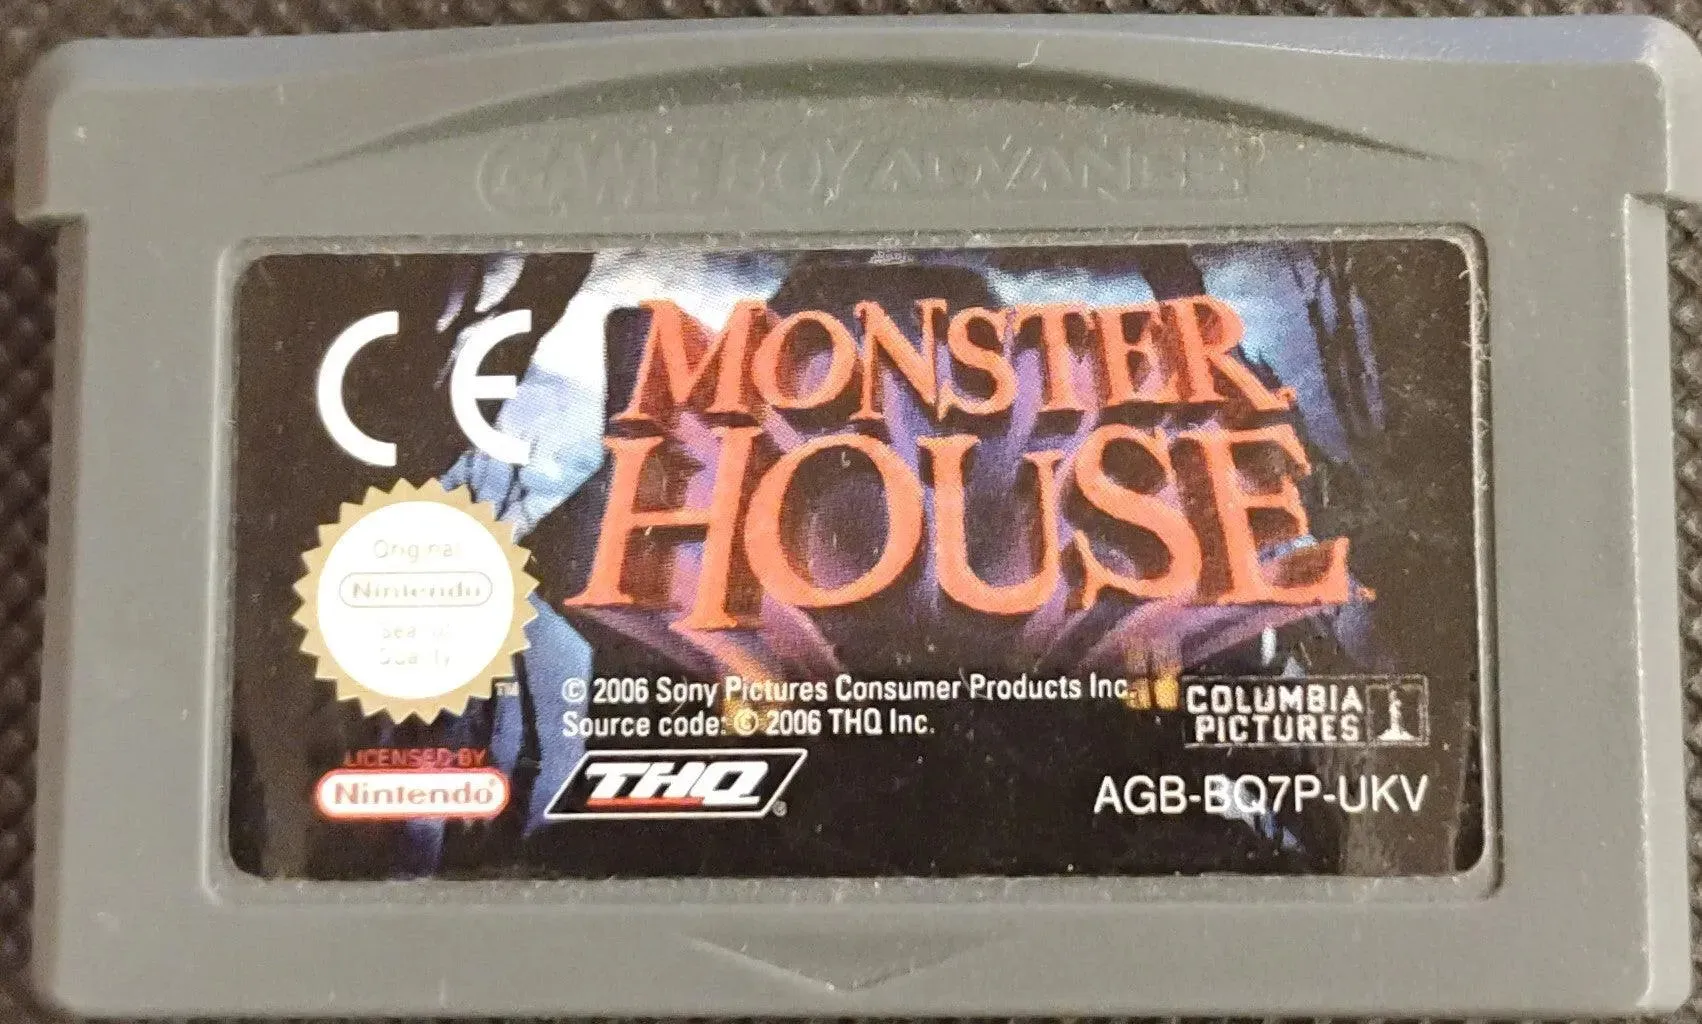 GAME BOY ADVANCE
CE
MONSTER
HOUSE
Original
Nintendo
Seal of
Quality
TM
© 2006 Sony Pictures Consumer Products Inc.
Source code: © 2006 THQ Inc.
COLUMBIA
PICTURES
LICENSED BY
Nintendo®
THQ®
AGB-BQ7P-UKV